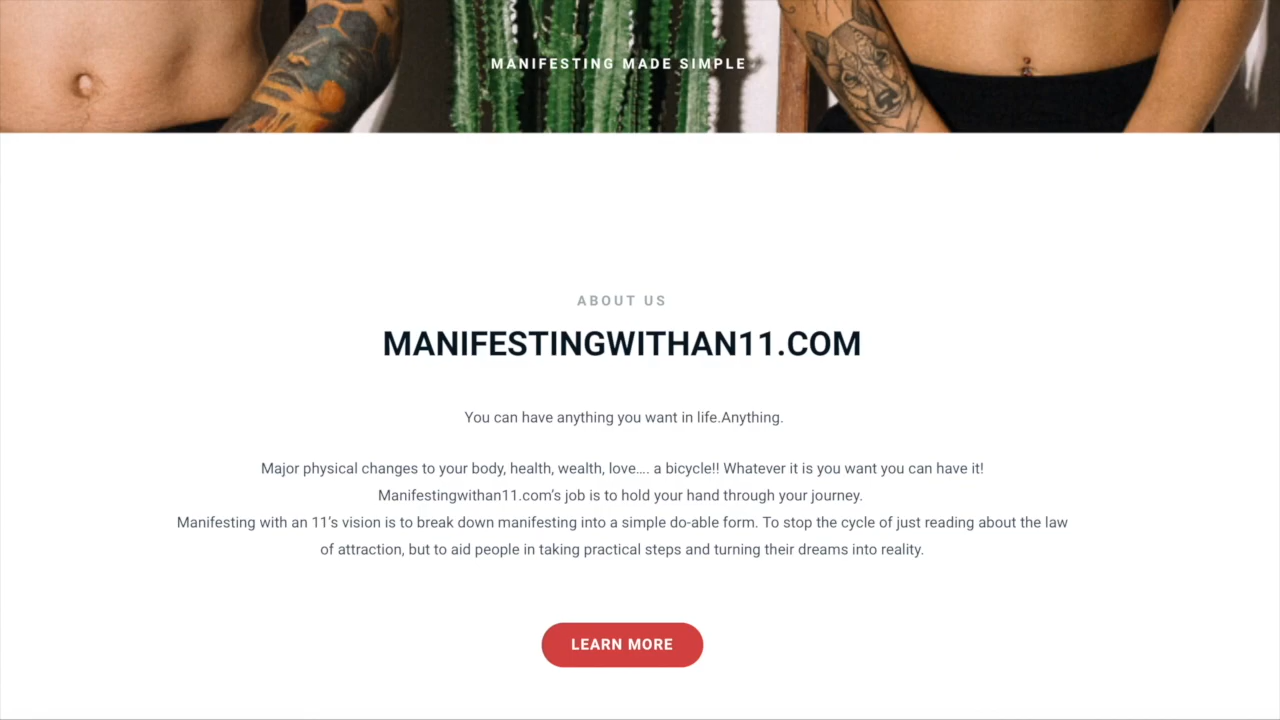 MANIFESTING MADE SIMPLE
ABOUT US
MANIFESTINGWITHAN11.COM
You can have anything you want in life.Anything.
Major physical changes to your body, health, wealth, love.... a bicycle!! Whatever it is you want you can have it!
Manifestingwithan11.com’s job is to hold your hand through your journey.
Manifesting with an 11’s vision is to break down manifesting into a simple do-able form. To stop the cycle of just reading about the law
of attraction, but to aid people in taking practical steps and turning their dreams into reality.
LEARN MORE